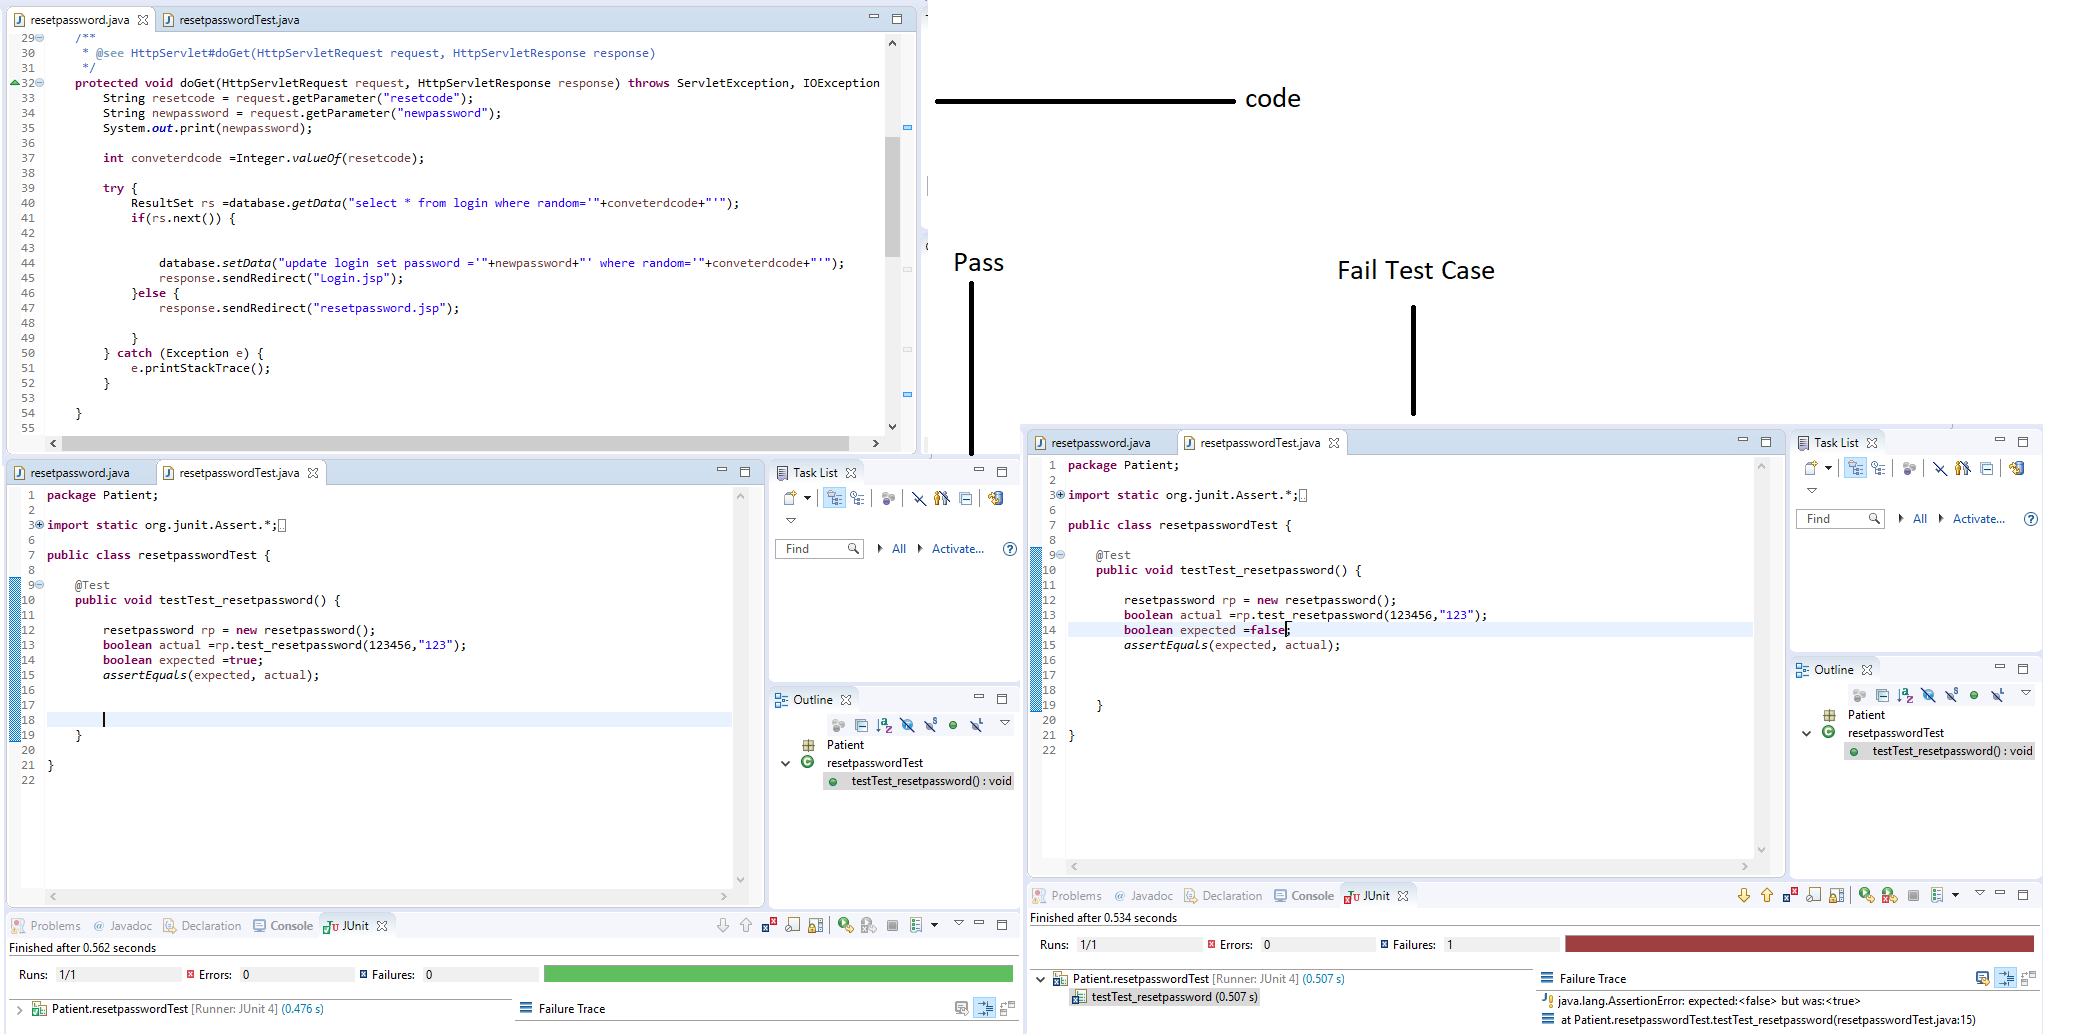 resetpassword.java
resetpasswordTest.java
29 /**
30 * @see HttpServlet#doGet(HttpServletRequest request, HttpServletResponse response)
31 */
32 protected void doGet(HttpServletRequest request, HttpServletResponse response) throws ServletException, IOException
33 String resetcode = request.getParameter("resetcode");
34 String newpassword = request.getParameter("newpassword");
35 System.out.print(newpassword);
36
37 int conveterdcode =Integer.valueOf(resetcode);
38
39 try {
40 ResultSet rs =database.getData("select * from login where random='"+conveterdcode+"'");
41 if(rs.next()) {
42
43
44 database.setData("update login set password ='"+newpassword+"' where random='"+conveterdcode+"'");
45 response.sendRedirect("Login.jsp");
46 }else {
47 response.sendRedirect("resetpassword.jsp");
48
49 }
50 } catch (Exception e) {
51 e.printStackTrace();
52 }
53
54 }
55
code
Pass
Fail Test Case
resetpassword.java
resetpasswordTest.java
1 package Patient;
2
3 import static org.junit.Assert.*;
6
7 public class resetpasswordTest {
8
9 @Test
10 public void testTest_resetpassword() {
11
12 resetpassword rp = new resetpassword();
13 boolean actual =rp.test_resetpassword(123456,"123");
14 boolean expected =true;
15 assertEquals(expected, actual);
16
17
18
19 }
20
21 }
22
Task List
Find
All
Activate...
Outline
Patient
resetpasswordTest
testTest_resetpassword() : void
Problems
@ Javadoc
Declaration
Console
JUnit
Finished after 0.562 seconds
Runs: 1/1
Errors: 0
Failures: 0
Patient.resetpasswordTest [Runner: JUnit 4] (0.476 s)
Failure Trace
resetpassword.java
resetpasswordTest.java
1 package Patient;
2
3 import static org.junit.Assert.*;
6
7 public class resetpasswordTest {
8
9 @Test
10 public void testTest_resetpassword() {
11
12 resetpassword rp = new resetpassword();
13 boolean actual =rp.test_resetpassword(123456,"123");
14 boolean expected =false;
15 assertEquals(expected, actual);
16
17
18
19 }
20
21 }
22
Task List
Find
All
Activate...
Outline
Patient
resetpasswordTest
testTest_resetpassword() : void
Problems
@ Javadoc
Declaration
Console
JUnit
Finished after 0.534 seconds
Runs: 1/1
Errors: 0
Failures: 1
Patient.resetpasswordTest [Runner: JUnit 4] (0.507 s)
testTest_resetpassword (0.507 s)
Failure Trace
java.lang.AssertionError: expected:<false> but was:<true>
at Patient.resetpasswordTest.testTest_resetpassword(resetpasswordTest.java:15)